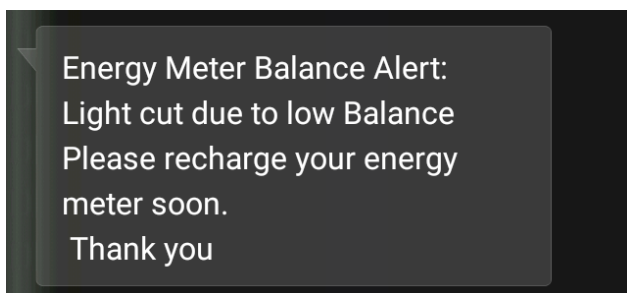 Energy Meter Balance Alert:
Light cut due to low Balance
Please recharge your energy
meter soon.
Thank you